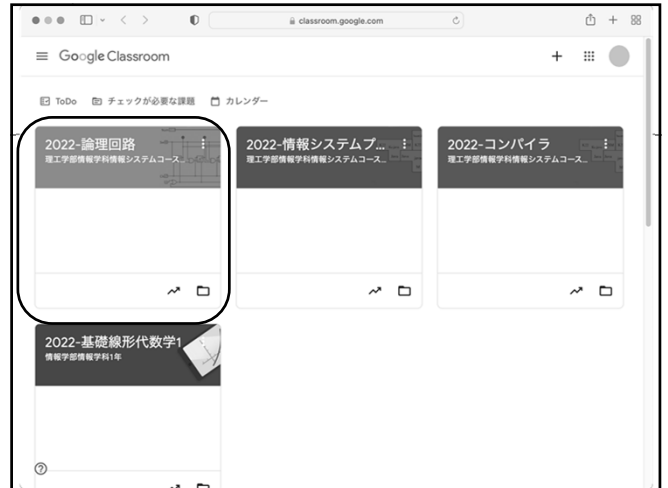 classroom.google.com
Google Classroom
ToDo チェックが必要な課題 カレンダー
2022-論理回路
理工学部情報学科情報システムコース...
2022-情報システムプ...
理工学部情報学科情報システムコース...
2022-コンパイラ
理工学部情報学科情報システムコース...
2022-基礎線形代数学1
情報学部情報学科1年